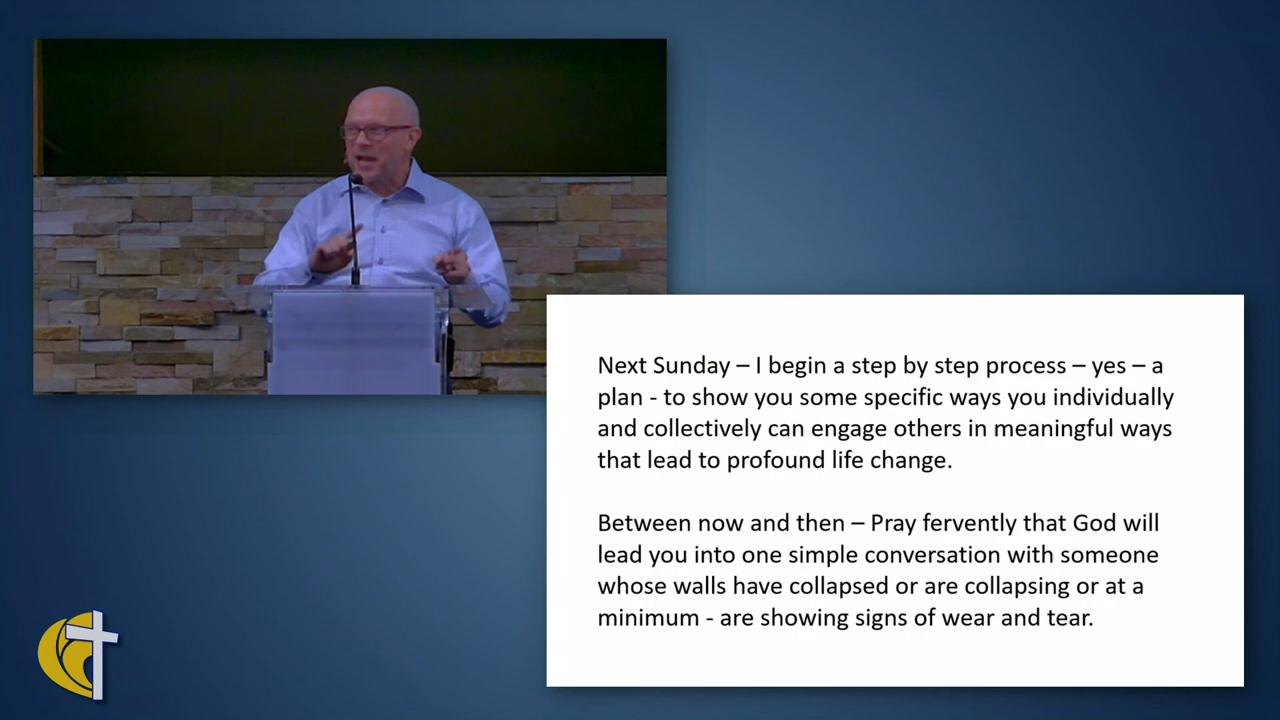 Next Sunday – I begin a step by step process – yes – a
plan - to show you some specific ways you individually
and collectively can engage others in meaningful ways
that lead to profound life change.
Between now and then – Pray fervently that God will
lead you into one simple conversation with someone
whose walls have collapsed or are collapsing or at a
minimum - are showing signs of wear and tear.